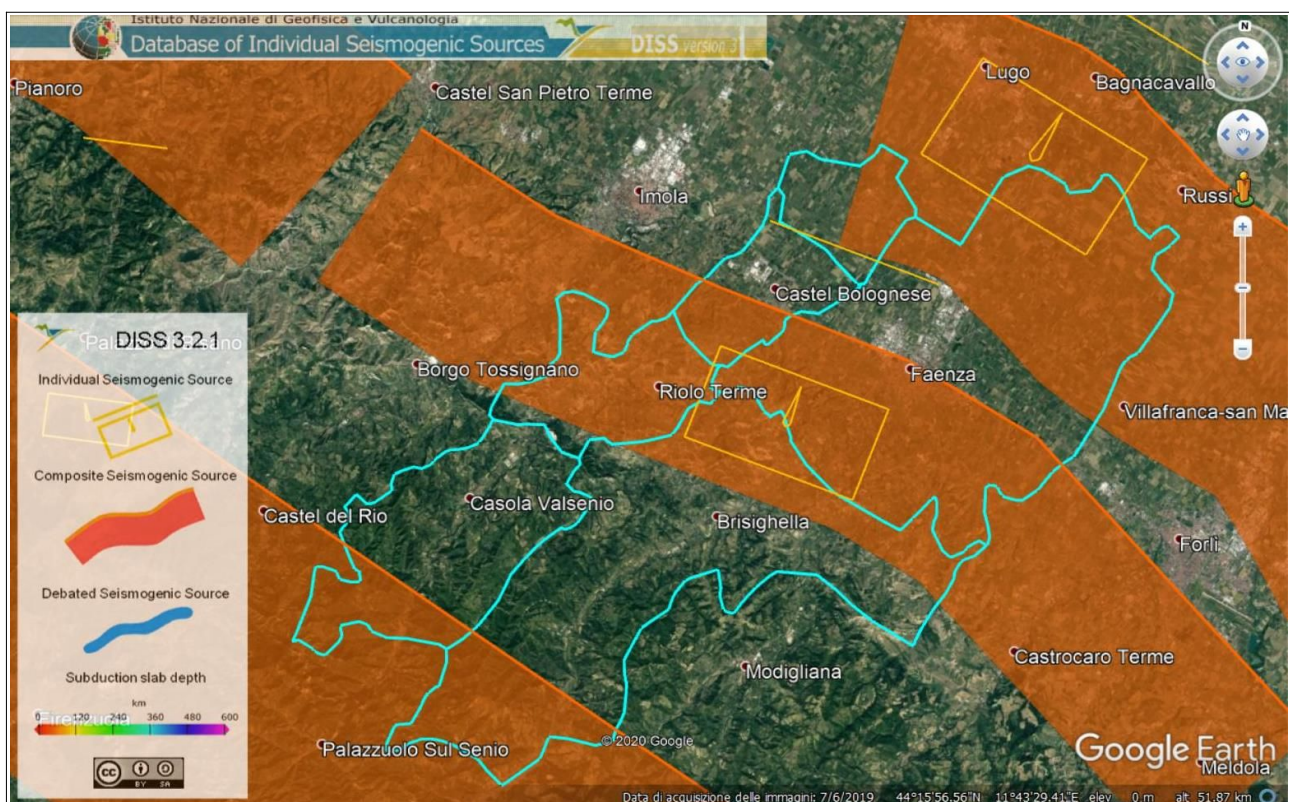 Istituto Nazionale di Geofisica e Vulcanologia
Database of Individual Seismogenic Sources
DISS version 3
N
Pianoro
Castel San Pietro Terme
Lugo
Bagnacavallo
Imola
Russi
Castel Bolognese
Borgo Tossignano
Riolo Terme
Faenza
Villafranca-san Ma
Castel del Rio
Casola Valsenio
Brisighella
Forlì
Modigliana
Castrocaro Terme
Palazzuolo Sul Senio
Meldola
DISS 3.2.1
Individual Seismogenic Source
Composite Seismogenic Source
Debated Seismogenic Source
Subduction slab depth
km
0 120 240 360 480 600
Firenzuola
cc
BY SA
© 2020 Google
Google Earth
Data di acquisizione delle immagini: 7/6/2019 44°15'56.56"N 11°43'29.41"E elev 0 m alt 51.87 km